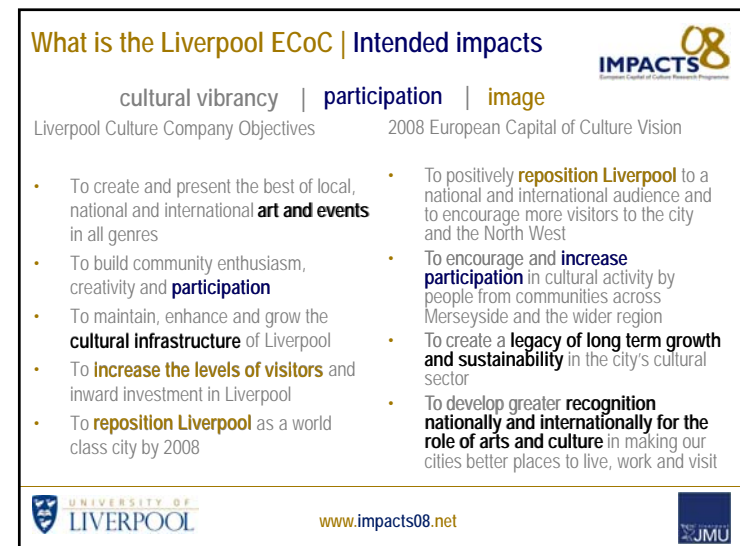 What is the Liverpool ECoC | Intended impacts
IMPACTS 08
European Capital of Culture Research Programme
cultural vibrancy | participation | image
Liverpool Culture Company Objectives
• To create and present the best of local,
national and international art and events
in all genres
• To build community enthusiasm,
creativity and participation
• To maintain, enhance and grow the
cultural infrastructure of Liverpool
• To increase the levels of visitors and
inward investment in Liverpool
• To reposition Liverpool as a world
class city by 2008
2008 European Capital of Culture Vision
• To positively reposition Liverpool to a
national and international audience and
to encourage more visitors to the city
and the North West
• To encourage and increase
participation in cultural activity by
people from communities across
Merseyside and the wider region
• To create a legacy of long term growth
and sustainability in the city's cultural
sector
• To develop greater recognition
nationally and internationally for the
role of arts and culture in making our
cities better places to live, work and visit
UNIVERSITY OF
LIVERPOOL
www.impacts08.net
JMU